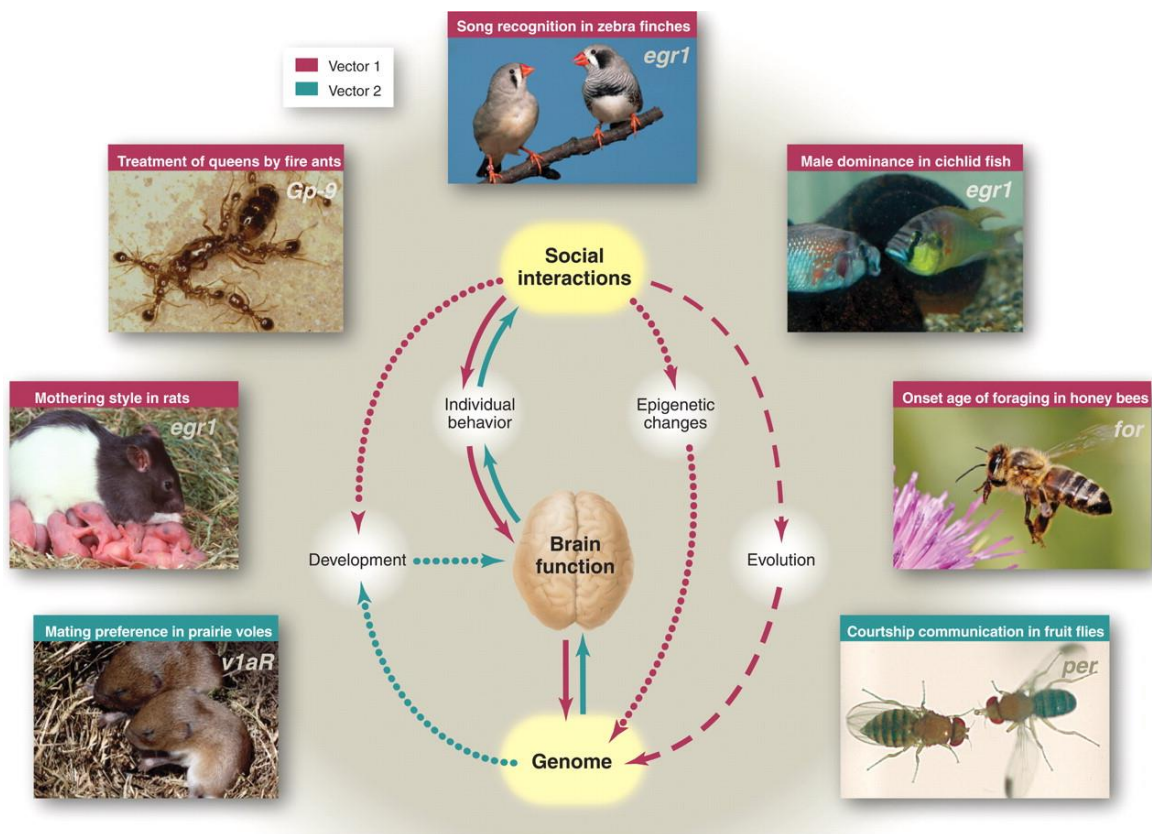 Song recognition in zebra finches
egr1
Vector 1
Vector 2
Treatment of queens by fire ants
Gp-9
Male dominance in cichlid fish
egr1
Social
interactions
Mothering style in rats
egr1
Individual
behavior
Epigenetic
changes
Onset age of foraging in honey bees
for
Development
Brain
function
Evolution
Mating preference in prairie voles
v1aR
Courtship communication in fruit flies
per
Genome